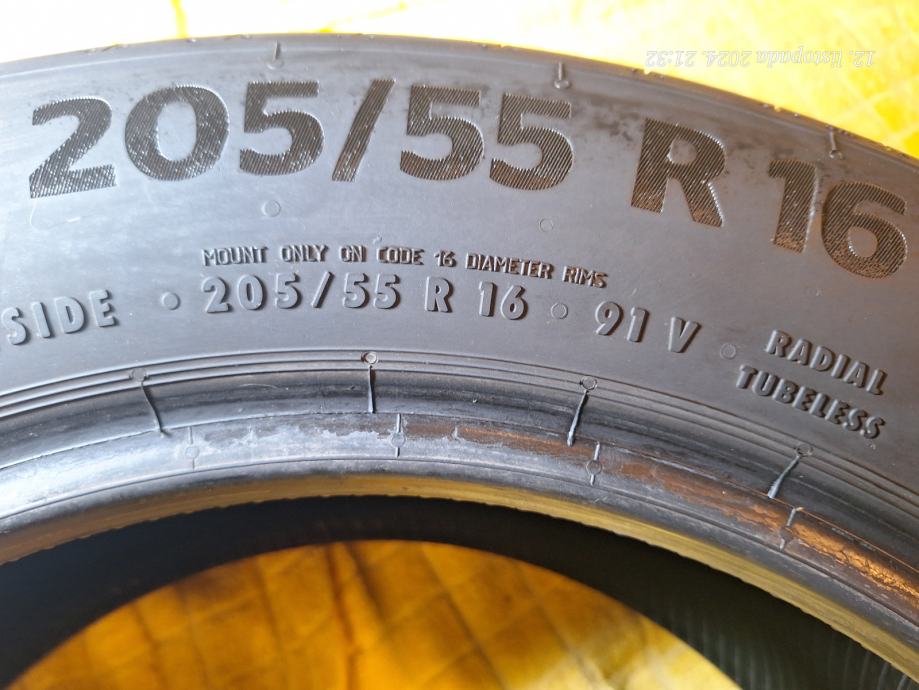 12. listopada 2024. 21:32
205/55 R 16
MOUNT ONLY ON CODE 16 DIAMETER RIMS
SIDE 205/55 R 16 91 V RADIAL
TUBELESS